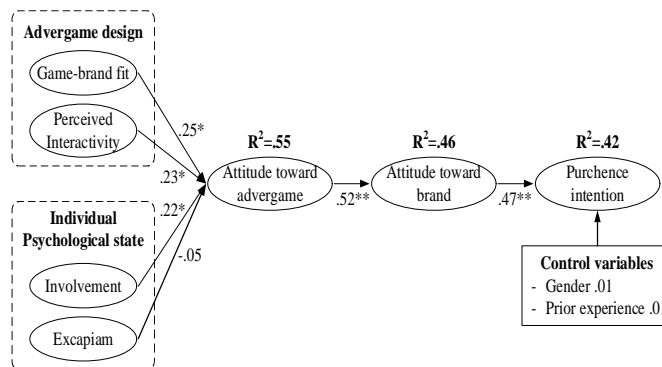 Advergame design
Game-brand fit
Perceived
Interactivity
.25*
.23*
.22*
-.05
Individual
Psychological state
Involvement
Excapiam
R²=.55
Attitude toward
advergame
.52**
R²=.46
Attitude toward
brand
.47**
R²=.42
Purchence
intention
Control variables
- Gender .01
- Prior experience .0